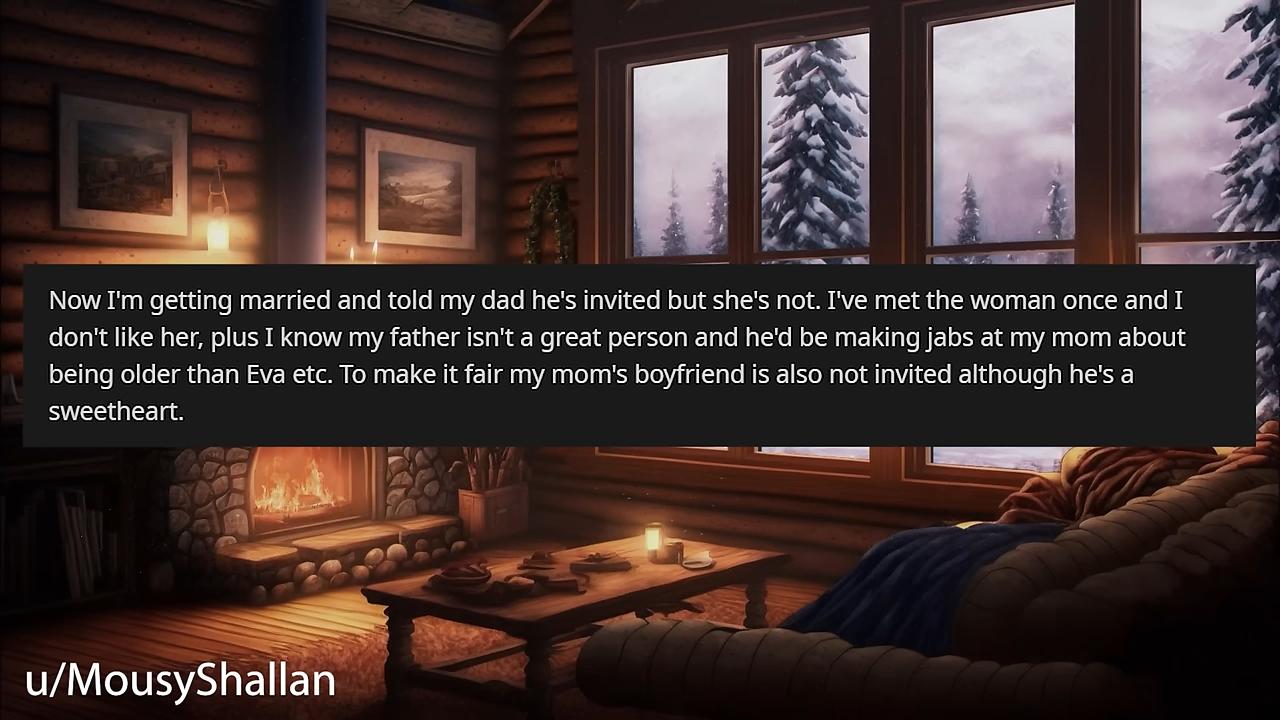 Now I'm getting married and told my dad he's invited but she's not. I've met the woman once and I
don't like her, plus I know my father isn't a great person and he'd be making jabs at my mom about
being older than Eva etc. To make it fair my mom's boyfriend is also not invited although he's a
sweetheart.
u/MousyShallan